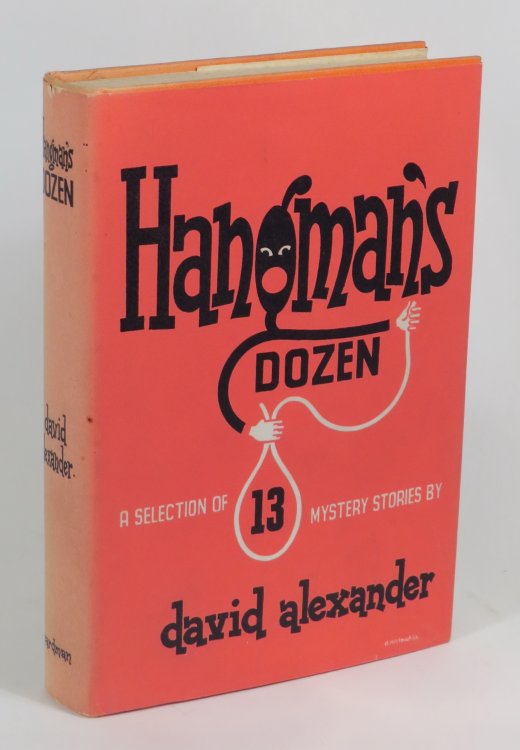 Hangman's
DOZEN
A SELECTION OF 13 MYSTERY STORIES BY
david alexander
Hangman's
DOZEN
david
alexander